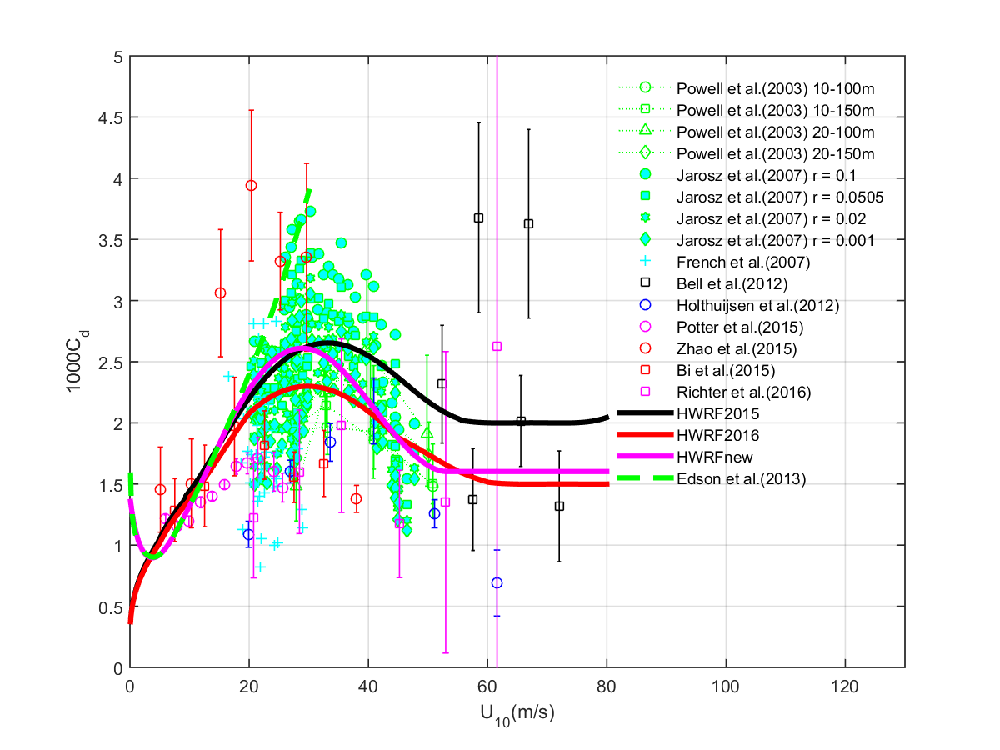 5
4.5
4
3.5
3
2.5
2
1.5
1
0.5
0
1000Cd
0 20 40 60 80 100 120
U10(m/s)
Powell et al.(2003) 10-100m
Powell et al.(2003) 10-150m
Powell et al.(2003) 20-100m
Powell et al.(2003) 20-150m
Jarosz et al.(2007) r = 0.1
Jarosz et al.(2007) r = 0.0505
Jarosz et al.(2007) r = 0.02
Jarosz et al.(2007) r = 0.001
French et al.(2007)
Bell et al.(2012)
Holthuijsen et al.(2012)
Potter et al.(2015)
Zhao et al.(2015)
Bi et al.(2015)
Richter et al.(2016)
HWRF2015
HWRF2016
HWRFnew
Edson et al.(2013)